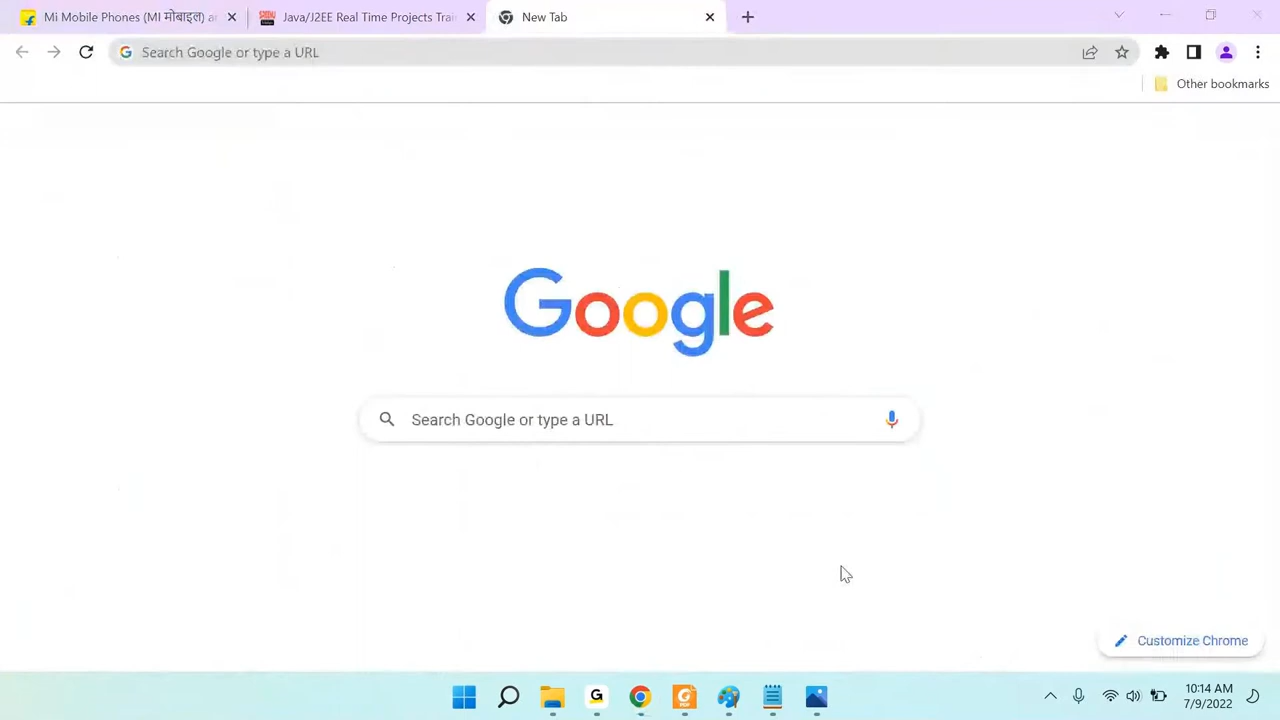 Mi Mobile Phones (MI मोबाइल) a
Java/J2EE Real Time Projects Trai
New Tab
Search Google or type a URL
Other bookmarks
Google
Search Google or type a URL
Customize Chrome
G
PDF
10:14 AM
7/9/2022